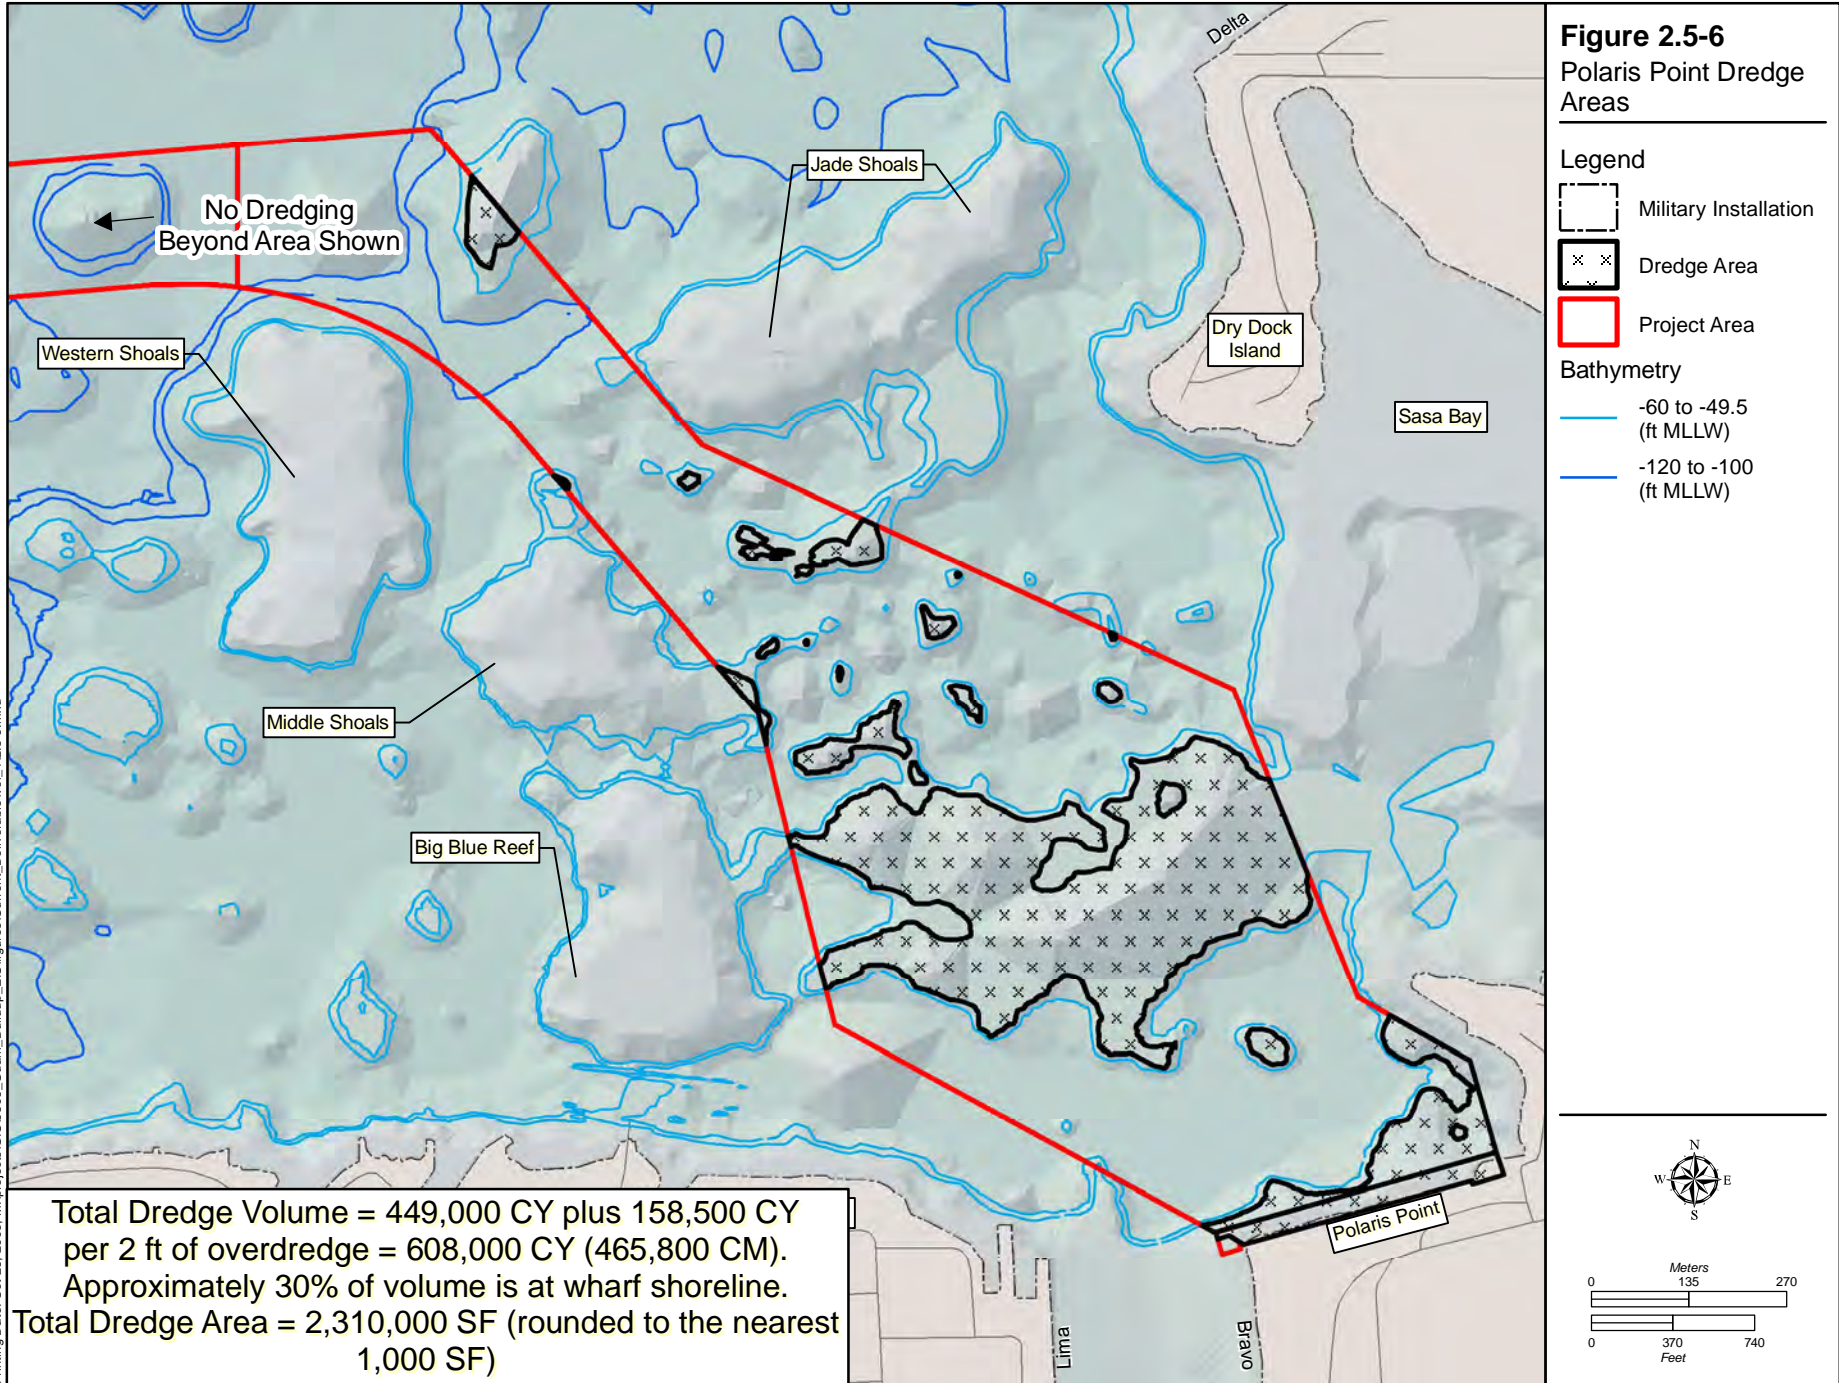 Figure 2.5-6
Polaris Point Dredge
Areas
Legend
Military Installation
Dredge Area
Project Area
Bathymetry
-60 to -49.5
(ft MLLW)
-120 to -100
(ft MLLW)
N
W E
S
Meters
0 135 270
0 370 740
Feet
Delta
Jade Shoals
No Dredging
Beyond Area Shown
Western Shoals
Dry Dock
Island
Sasa Bay
Middle Shoals
Big Blue Reef
Polaris Point
Lima
Bravo
Total Dredge Volume = 449,000 CY plus 158,500 CY
per 2 ft of overdredge = 608,000 CY (465,800 CM).
Approximately 30% of volume is at wharf shoreline.
Total Dredge Area = 2,310,000 SF (rounded to the nearest
1,000 SF)